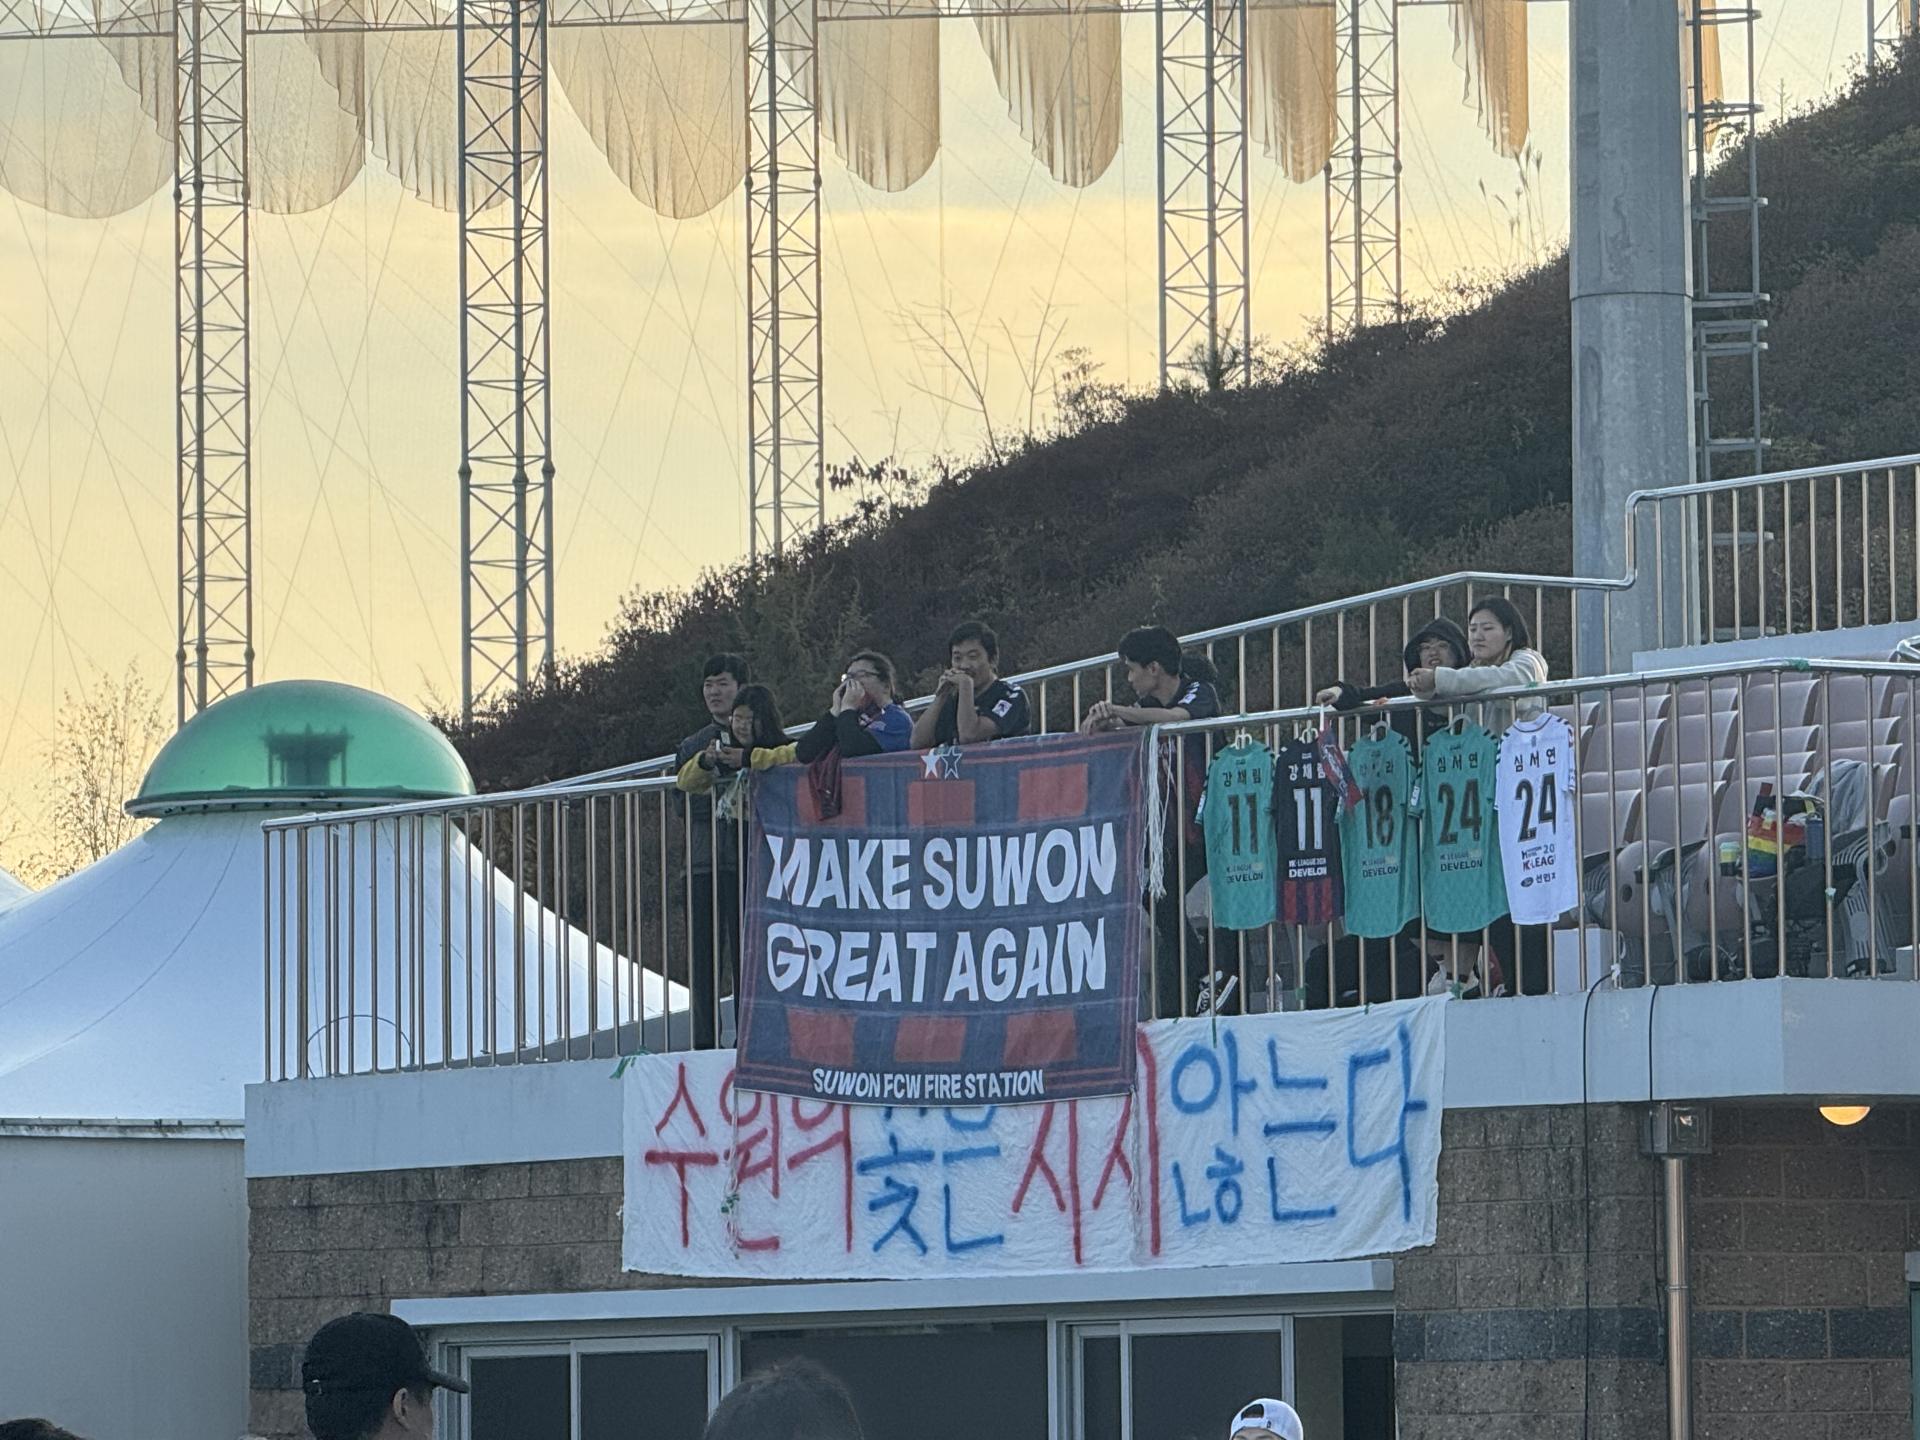 MAKE SUWON
GREAT AGAIN
SUWON FCW FIRE STATION
수원의 꽃은 시시 않는다
강채림
11
DEVELON
강채림
11
K-LEAGUE
DEVELON
18
DEVELON
심서연
24
DEVELON
심서연
24